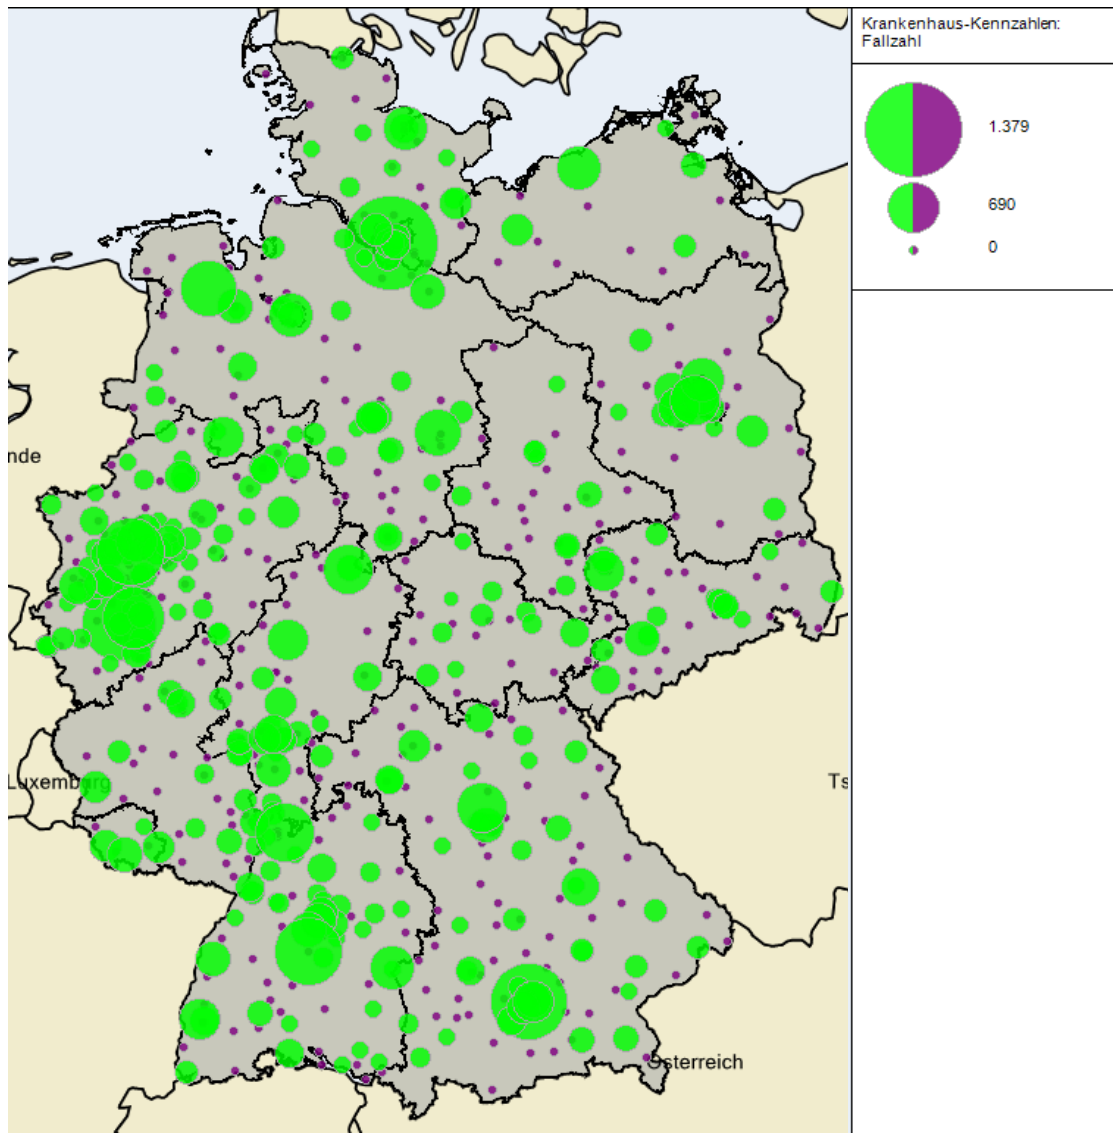 Krankenhaus-Kennzahlen:
Fallzahl
1.379
690
0
nde
Luxemburg
Ts
Österreich